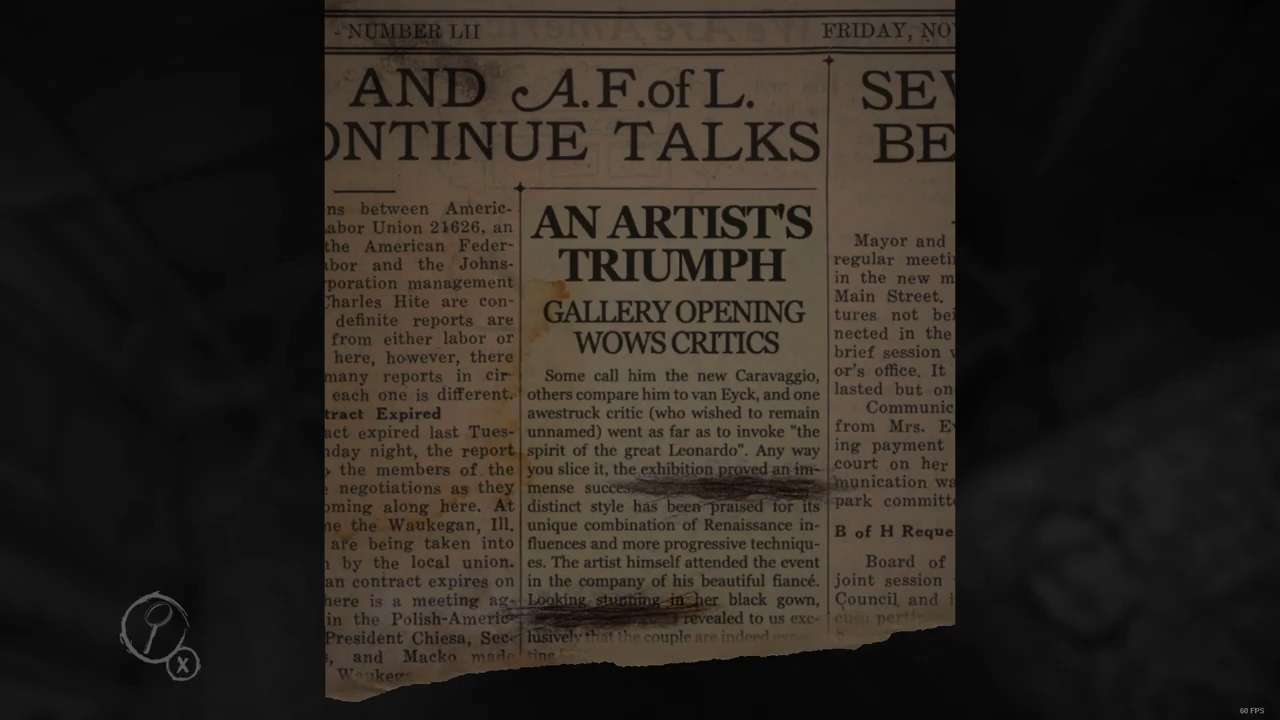 - NUMBER LII
FRIDAY, NO
AND A.F.of L.
ONTINUE TALKS
SEV
BE
ns between Americ-
abor Union 21626, an
the American Feder-
bor and the Johns-
poration management
Charles Hite are con-
definite reports are
from either labor or
here, however, there
many reports in cir-
each one is different.
tract Expired
act expired last Tues-
day night, the report
the members of the
negotiations as they
oming along here. At
e the Waukegan, Ill.
are being taken into
by the local union.
an contract expires on
here is a meeting ag-
in the Polish-Americ-
President Chiesa, Sec-
, and Macko made
Waukega
AN ARTIST'S
TRIUMPH
GALLERY OPENING
WOWS CRITICS
Some call him the new Caravaggio,
others compare him to van Eyck, and one
awestruck critic (who wished to remain
unnamed) went as far as to invoke "the
spirit of the great Leonardo". Any way
you slice it, the exhibition proved an im-
mense succes
distinct style has been praised for its
unique combination of Renaissance in-
fluences and more progressive techniqu-
es. The artist himself attended the event
in the company of his beautiful fiancé.
Looking stunning in her black gown,
revealed to us exc-
lusively that the couple are indeed expec-
ting
Mayor and
regular meeti
in the new m
Main Street.
tures not bei
nected in the
brief session
or's office. It
lasted but on
Communic
from Mrs. Ev
ing payment
court on her
munication wa
park committe
B of H Reque
Board of
joint session
Council and i
X
60 FPS